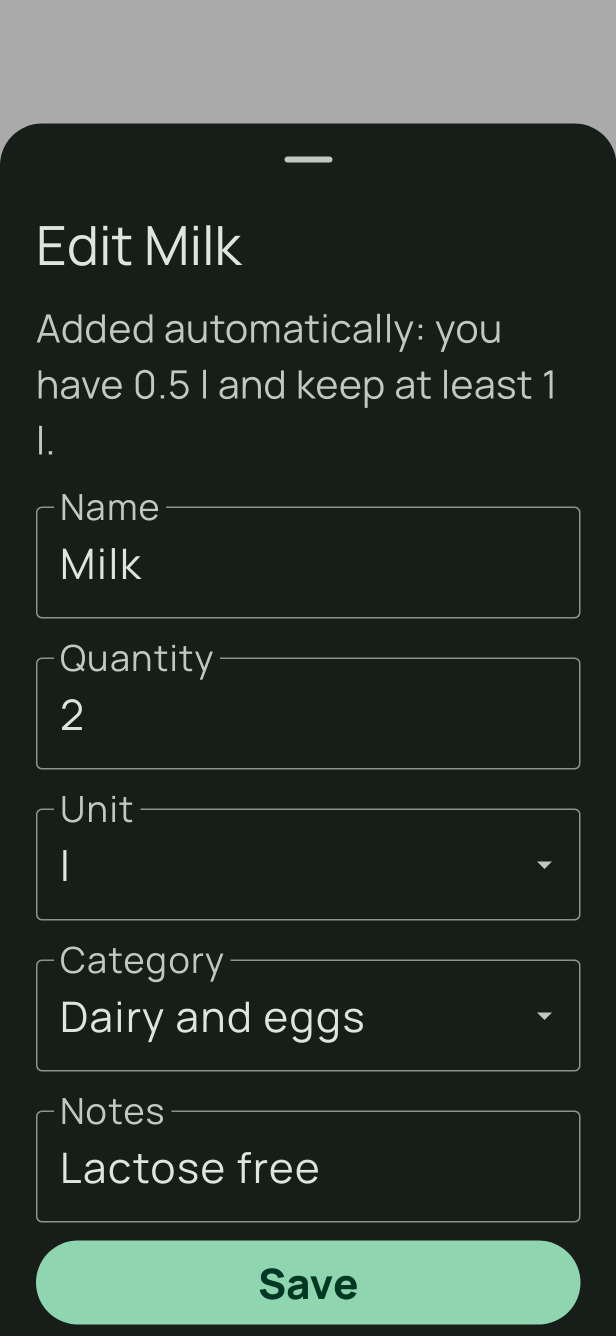 Edit Milk
Added automatically: you
have 0.5 l and keep at least 1
l.
Name
Milk
Quantity
2
Unit
l
Category
Dairy and eggs
Notes
Lactose free
Save